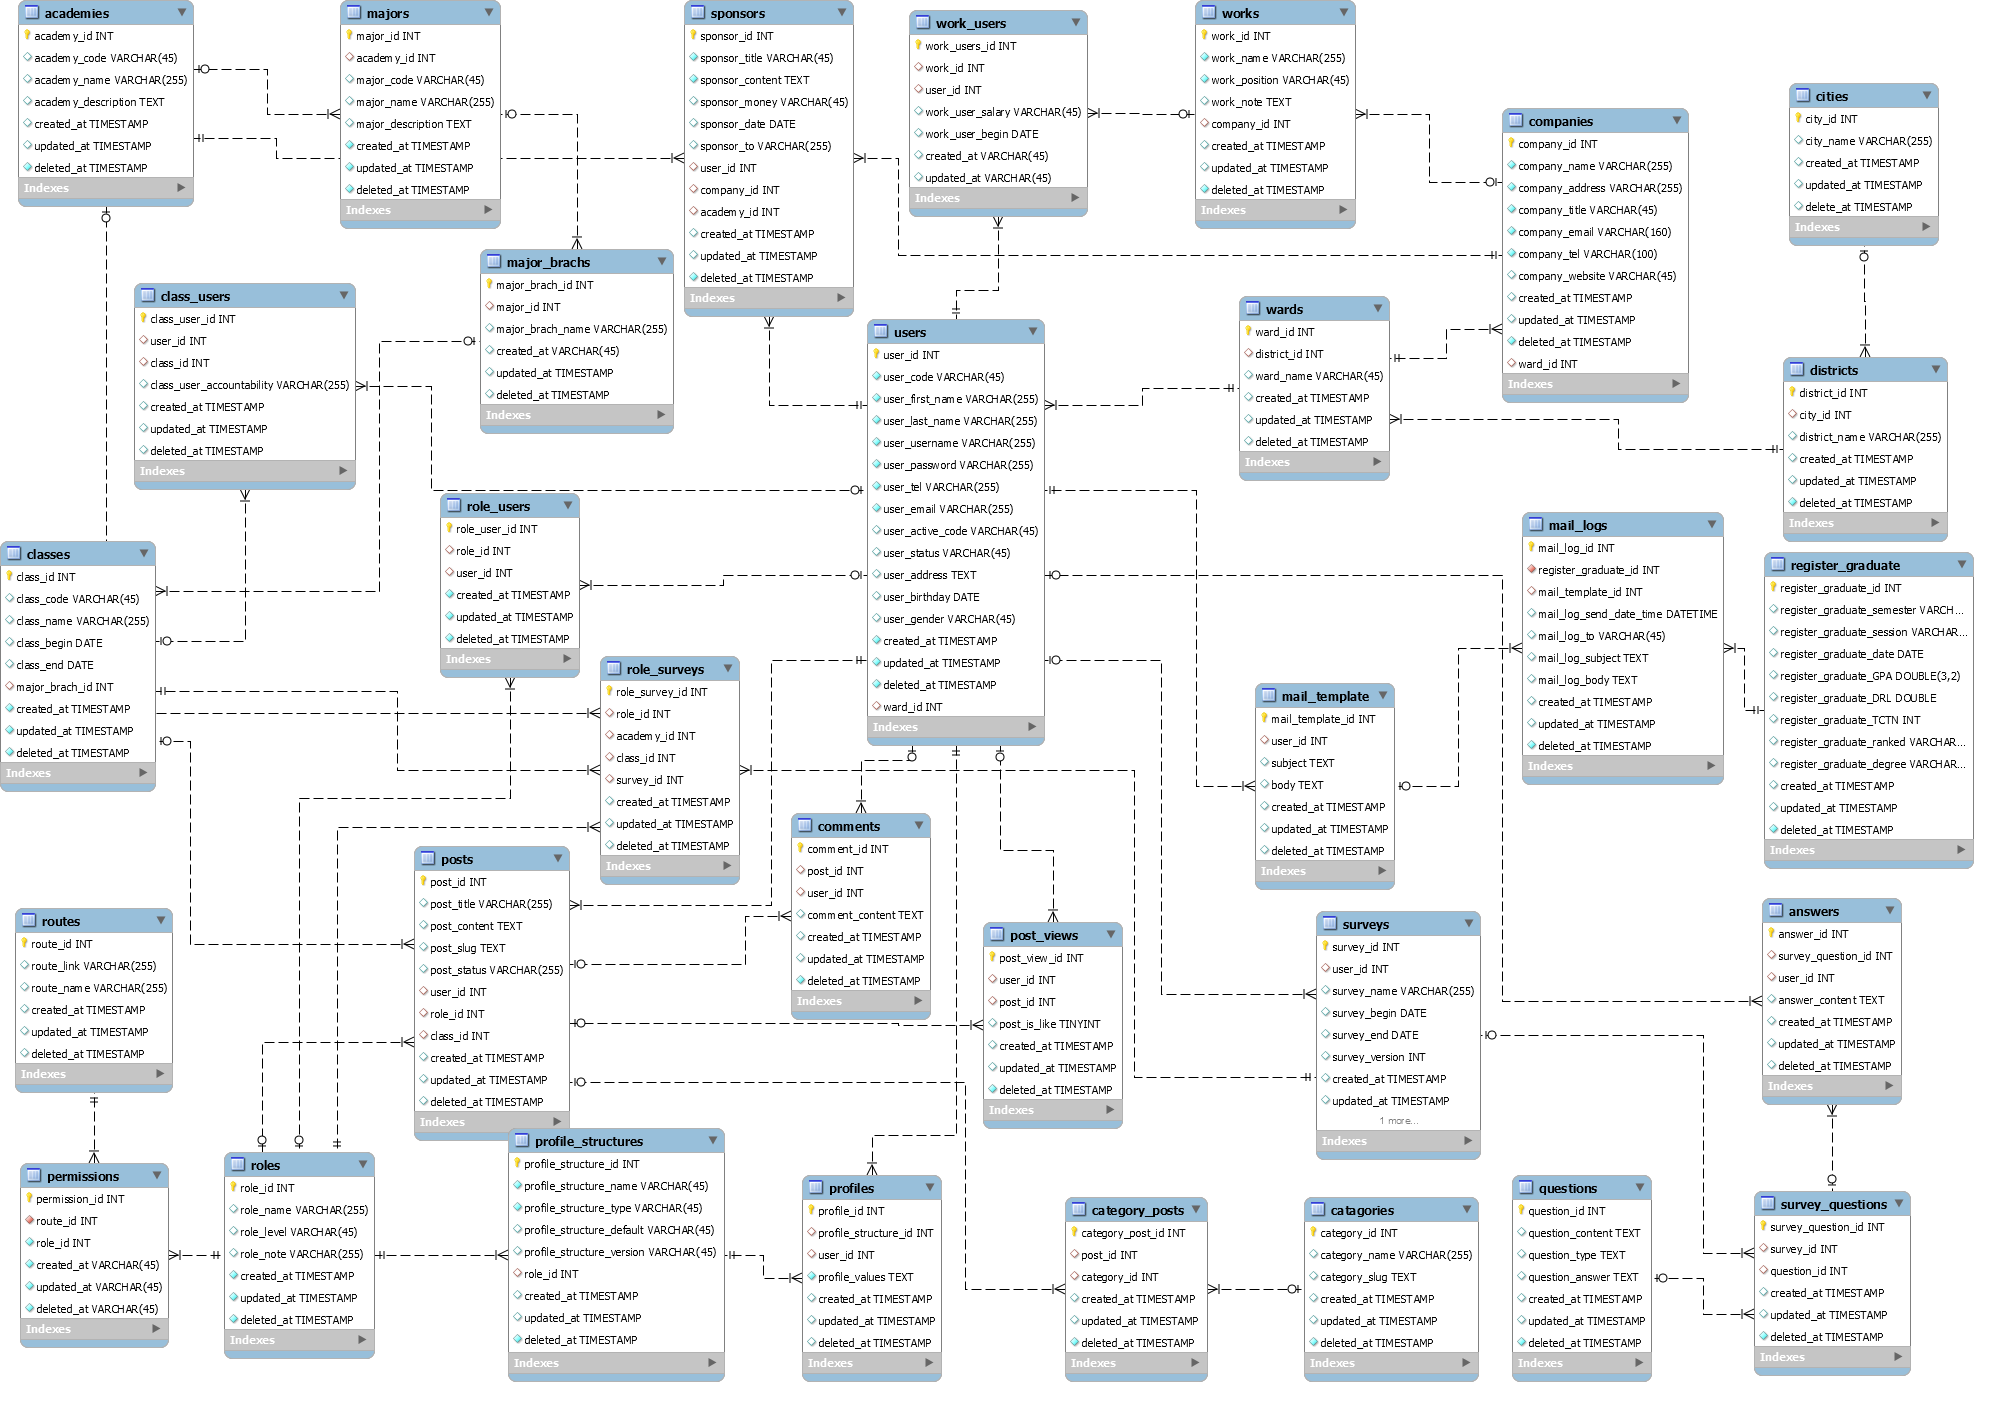 academies
academy_id INT
academy_code VARCHAR(45)
academy_name VARCHAR(255)
academy_description TEXT
created_at TIMESTAMP
updated_at TIMESTAMP
deleted_at TIMESTAMP
Indexes
majors
major_id INT
academy_id INT
major_code VARCHAR(45)
major_name VARCHAR(255)
major_description TEXT
created_at TIMESTAMP
updated_at TIMESTAMP
deleted_at TIMESTAMP
Indexes
sponsors
sponsor_id INT
sponsor_title VARCHAR(45)
sponsor_content TEXT
sponsor_money VARCHAR(45)
sponsor_date DATE
sponsor_to VARCHAR(255)
user_id INT
company_id INT
academy_id INT
created_at TIMESTAMP
updated_at TIMESTAMP
deleted_at TIMESTAMP
Indexes
work_users
work_users_id INT
work_id INT
user_id INT
work_user_salary VARCHAR(45)
work_user_begin DATE
created_at VARCHAR(45)
updated_at VARCHAR(45)
Indexes
works
work_id INT
work_name VARCHAR(255)
work_position VARCHAR(45)
work_note TEXT
company_id INT
created_at TIMESTAMP
updated_at TIMESTAMP
deleted_at TIMESTAMP
Indexes
companies
company_id INT
company_name VARCHAR(255)
company_address VARCHAR(255)
company_title VARCHAR(45)
company_email VARCHAR(160)
company_tel VARCHAR(100)
company_website VARCHAR(45)
created_at TIMESTAMP
updated_at TIMESTAMP
deleted_at TIMESTAMP
ward_id INT
Indexes
cities
city_id INT
city_name VARCHAR(255)
created_at TIMESTAMP
updated_at TIMESTAMP
delete_at TIMESTAMP
Indexes
major_brachs
major_brach_id INT
major_id INT
major_brach_name VARCHAR(255)
created_at VARCHAR(45)
updated_at TIMESTAMP
deleted_at TIMESTAMP
Indexes
class_users
class_user_id INT
user_id INT
class_id INT
class_user_accountability VARCHAR(255)
created_at TIMESTAMP
updated_at TIMESTAMP
deleted_at TIMESTAMP
Indexes
users
user_id INT
user_code VARCHAR(45)
user_first_name VARCHAR(255)
user_last_name VARCHAR(255)
user_username VARCHAR(255)
user_password VARCHAR(255)
user_tel VARCHAR(255)
user_email VARCHAR(255)
user_active_code VARCHAR(45)
user_status VARCHAR(45)
user_address TEXT
user_birthday DATE
user_gender VARCHAR(45)
created_at TIMESTAMP
updated_at TIMESTAMP
deleted_at TIMESTAMP
ward_id INT
Indexes
wards
ward_id INT
district_id INT
ward_name VARCHAR(45)
created_at TIMESTAMP
updated_at TIMESTAMP
deleted_at TIMESTAMP
Indexes
districts
district_id INT
city_id INT
district_name VARCHAR(255)
created_at TIMESTAMP
updated_at TIMESTAMP
deleted_at TIMESTAMP
Indexes
role_users
role_user_id INT
role_id INT
user_id INT
created_at TIMESTAMP
updated_at TIMESTAMP
deleted_at TIMESTAMP
Indexes
mail_logs
mail_log_id INT
register_graduate_id INT
mail_template_id INT
mail_log_send_date_time DATETIME
mail_log_to VARCHAR(45)
mail_log_subject TEXT
mail_log_body TEXT
created_at TIMESTAMP
updated_at TIMESTAMP
deleted_at TIMESTAMP
Indexes
register_graduate
register_graduate_id INT
register_graduate_semester VARCH...
register_graduate_session VARCHAR...
register_graduate_date DATE
register_graduate_GPA DOUBLE(3,2)
register_graduate_DRL DOUBLE
register_graduate_TCTN INT
register_graduate_ranked VARCHAR...
register_graduate_degree VARCHAR...
created_at TIMESTAMP
updated_at TIMESTAMP
deleted_at TIMESTAMP
Indexes
classes
class_id INT
class_code VARCHAR(45)
class_name VARCHAR(255)
class_begin DATE
class_end DATE
major_brach_id INT
created_at TIMESTAMP
updated_at TIMESTAMP
deleted_at TIMESTAMP
Indexes
role_surveys
role_survey_id INT
role_id INT
academy_id INT
class_id INT
survey_id INT
created_at TIMESTAMP
updated_at TIMESTAMP
deleted_at TIMESTAMP
Indexes
mail_template
mail_template_id INT
user_id INT
subject TEXT
body TEXT
created_at TIMESTAMP
updated_at TIMESTAMP
deleted_at TIMESTAMP
Indexes
comments
comment_id INT
post_id INT
user_id INT
comment_content TEXT
created_at TIMESTAMP
updated_at TIMESTAMP
deleted_at TIMESTAMP
Indexes
posts
post_id INT
post_title VARCHAR(255)
post_content TEXT
post_slug TEXT
post_status VARCHAR(255)
user_id INT
role_id INT
class_id INT
created_at TIMESTAMP
updated_at TIMESTAMP
deleted_at TIMESTAMP
Indexes
routes
route_id INT
route_link VARCHAR(255)
route_name VARCHAR(255)
created_at TIMESTAMP
updated_at TIMESTAMP
deleted_at TIMESTAMP
Indexes
post_views
post_view_id INT
user_id INT
post_id INT
post_is_like TINYINT
created_at TIMESTAMP
updated_at TIMESTAMP
deleted_at TIMESTAMP
Indexes
surveys
survey_id INT
user_id INT
survey_name VARCHAR(255)
survey_begin DATE
survey_end DATE
survey_version INT
created_at TIMESTAMP
updated_at TIMESTAMP
1 more...
Indexes
answers
answer_id INT
survey_question_id INT
user_id INT
answer_content TEXT
created_at TIMESTAMP
updated_at TIMESTAMP
deleted_at TIMESTAMP
Indexes
permissions
permission_id INT
route_id INT
role_id INT
created_at VARCHAR(45)
updated_at VARCHAR(45)
deleted_at VARCHAR(45)
Indexes
roles
role_id INT
role_name VARCHAR(255)
role_level VARCHAR(45)
role_note VARCHAR(255)
created_at TIMESTAMP
updated_at TIMESTAMP
deleted_at TIMESTAMP
Indexes
profile_structures
profile_structure_id INT
profile_structure_name VARCHAR(45)
profile_structure_type VARCHAR(45)
profile_structure_default VARCHAR(45)
profile_structure_version VARCHAR(45)
role_id INT
created_at TIMESTAMP
updated_at TIMESTAMP
deleted_at TIMESTAMP
Indexes
profiles
profile_id INT
profile_structure_id INT
user_id INT
profile_values TEXT
created_at TIMESTAMP
updated_at TIMESTAMP
deleted_at TIMESTAMP
Indexes
category_posts
category_post_id INT
post_id INT
category_id INT
created_at TIMESTAMP
updated_at TIMESTAMP
deleted_at TIMESTAMP
Indexes
catagories
category_id INT
category_name VARCHAR(255)
category_slug TEXT
created_at TIMESTAMP
updated_at TIMESTAMP
deleted_at TIMESTAMP
Indexes
questions
question_id INT
question_content TEXT
question_type TEXT
question_answer TEXT
created_at TIMESTAMP
updated_at TIMESTAMP
deleted_at TIMESTAMP
Indexes
survey_questions
survey_question_id INT
survey_id INT
question_id INT
created_at TIMESTAMP
updated_at TIMESTAMP
deleted_at TIMESTAMP
Indexes